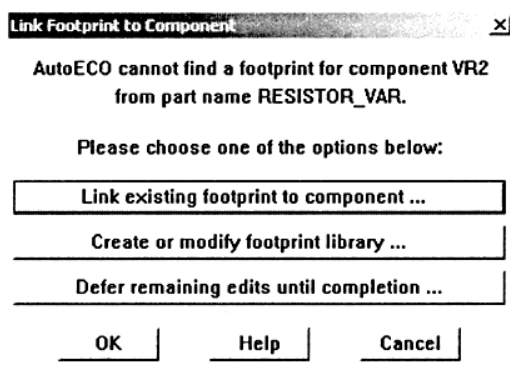 Link Footprint to Component
AutoECO cannot find a footprint for component VR2
from part name RESISTOR_VAR.
Please choose one of the options below:
Link existing footprint to component ...
Create or modify footprint library ...
Defer remaining edits until completion ...
OK Help Cancel